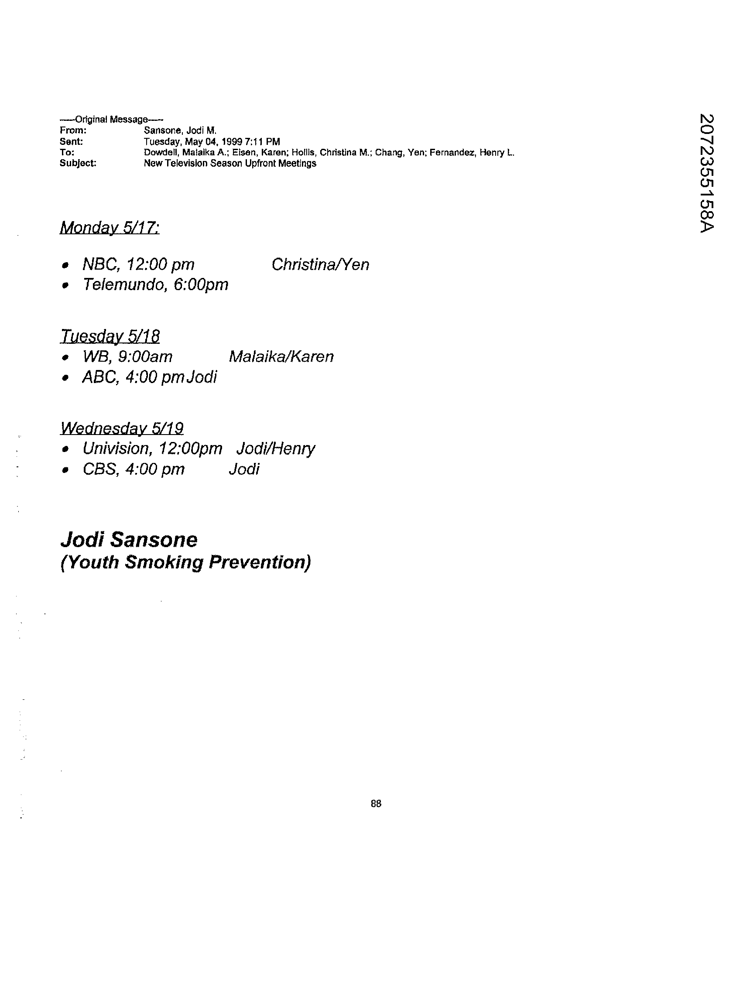 -----Original Message-----
From: Sansone, Jodi M.
Sent: Tuesday, May 04, 1999 7:11 PM
To: Dowdell, Malaika A.; Eisen, Karen; Hollis, Christina M.; Chang, Yen; Fernandez, Henry L.
Subject: New Television Season Upfront Meetings
2072355158A
Monday 5/17:
• NBC, 12:00 pm Christina/Yen
• Telemundo, 6:00pm
Tuesday 5/18
• WB, 9:00am Malaika/Karen
• ABC, 4:00 pm Jodi
Wednesday 5/19
• Univision, 12:00pm Jodi/Henry
• CBS, 4:00 pm Jodi
Jodi Sansone
(Youth Smoking Prevention)
88